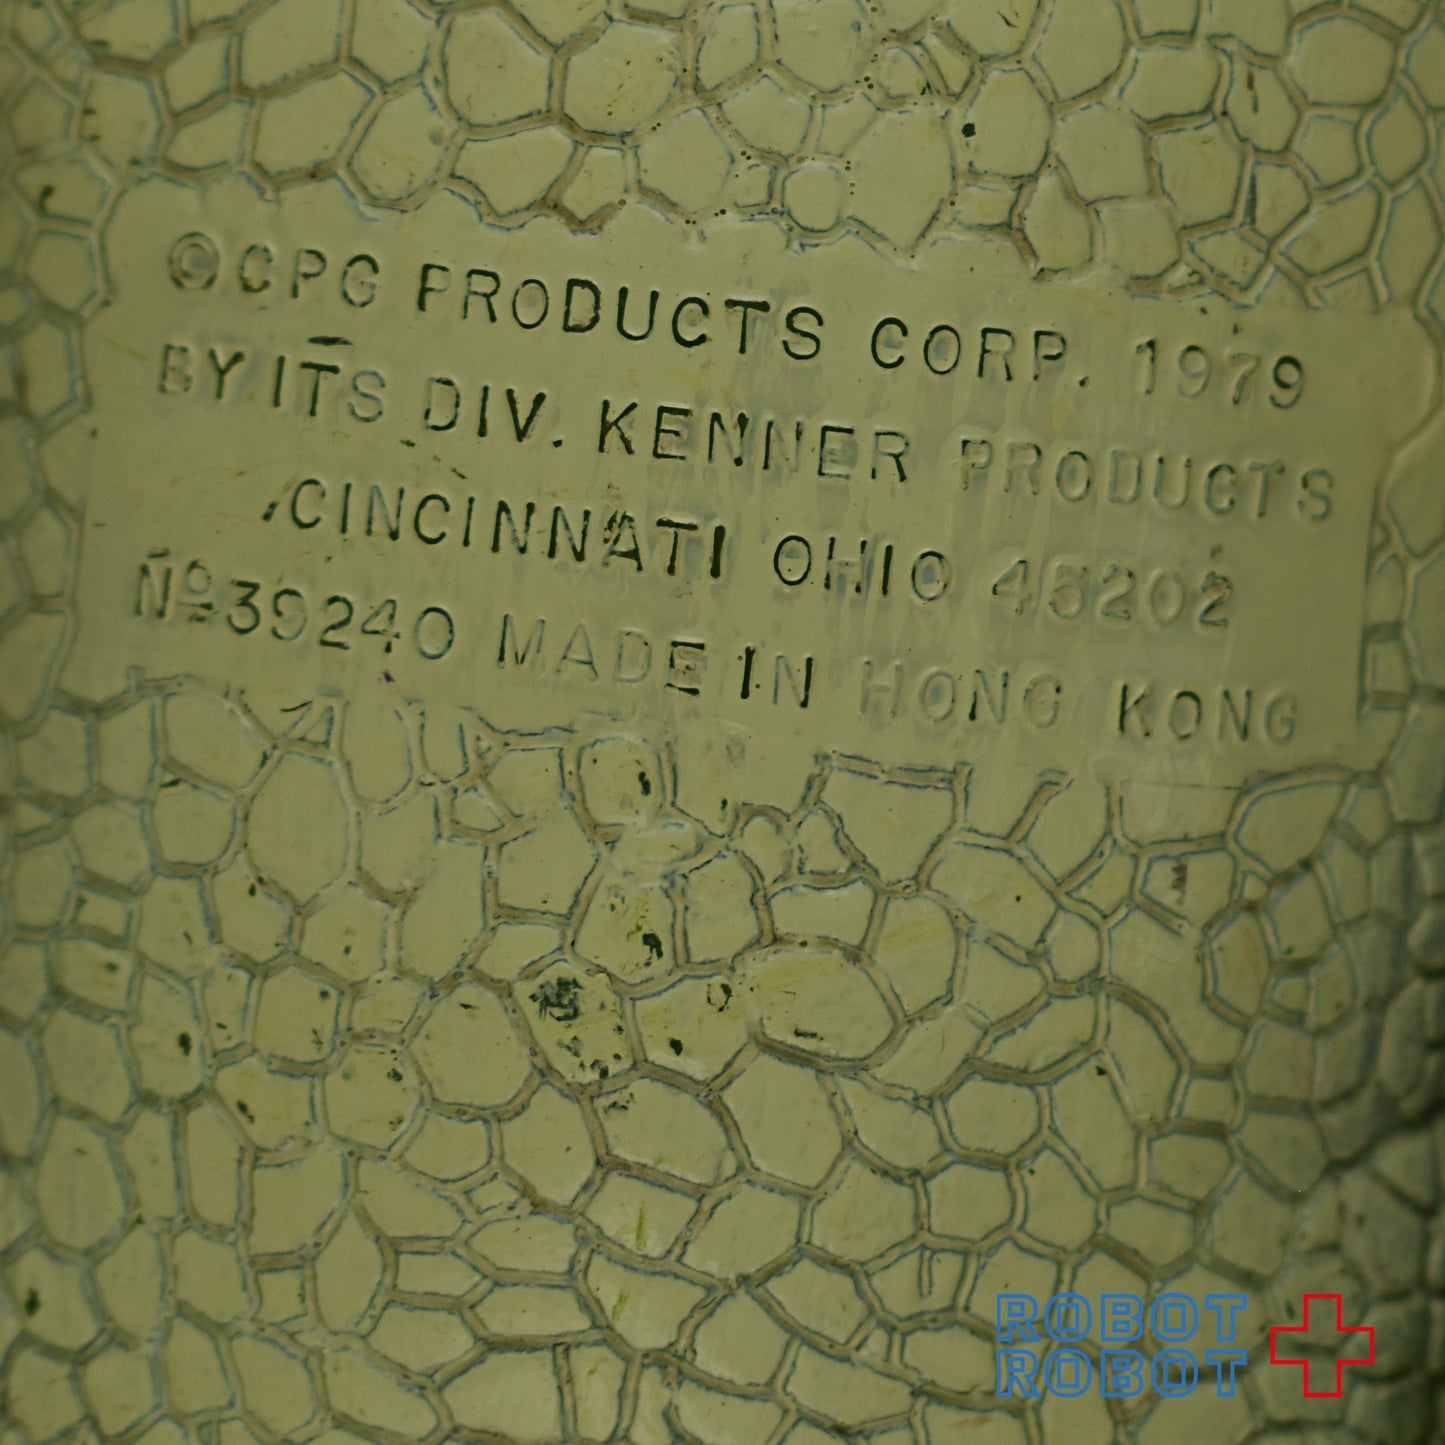 ©CPG PRODUCTS CORP. 1979
BY ITS DIV. KENNER PRODUCTS
CINCINNATI OHIO 45202
Nº39240 MADE IN HONG KONG
ROBOT
ROBOT